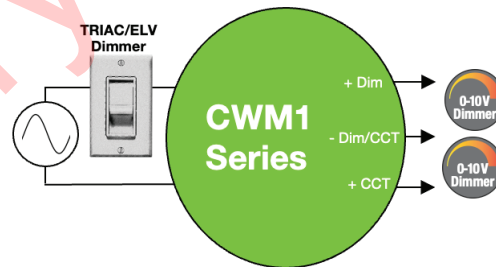 TRIAC/ELV
Dimmer
CWM1
Series
+ Dim
- Dim/CCT
+ CCT
0-10V
Dimmer
0-10V
Dimmer